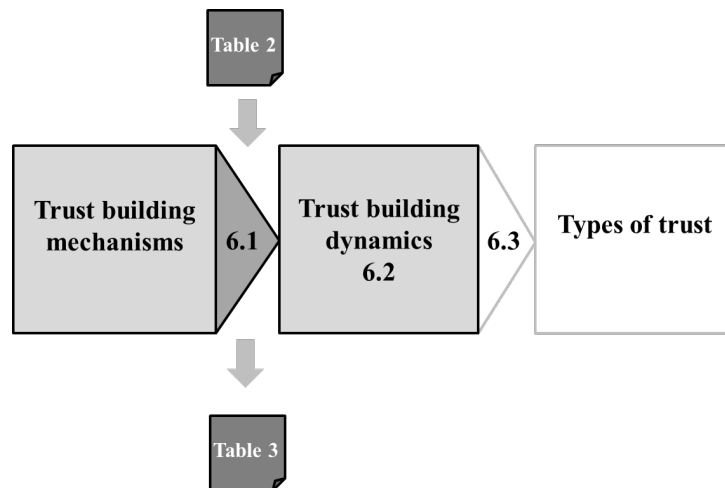 Table 2
Trust building
mechanisms
6.1
Trust building
dynamics
6.2
6.3
Types of trust
Table 3